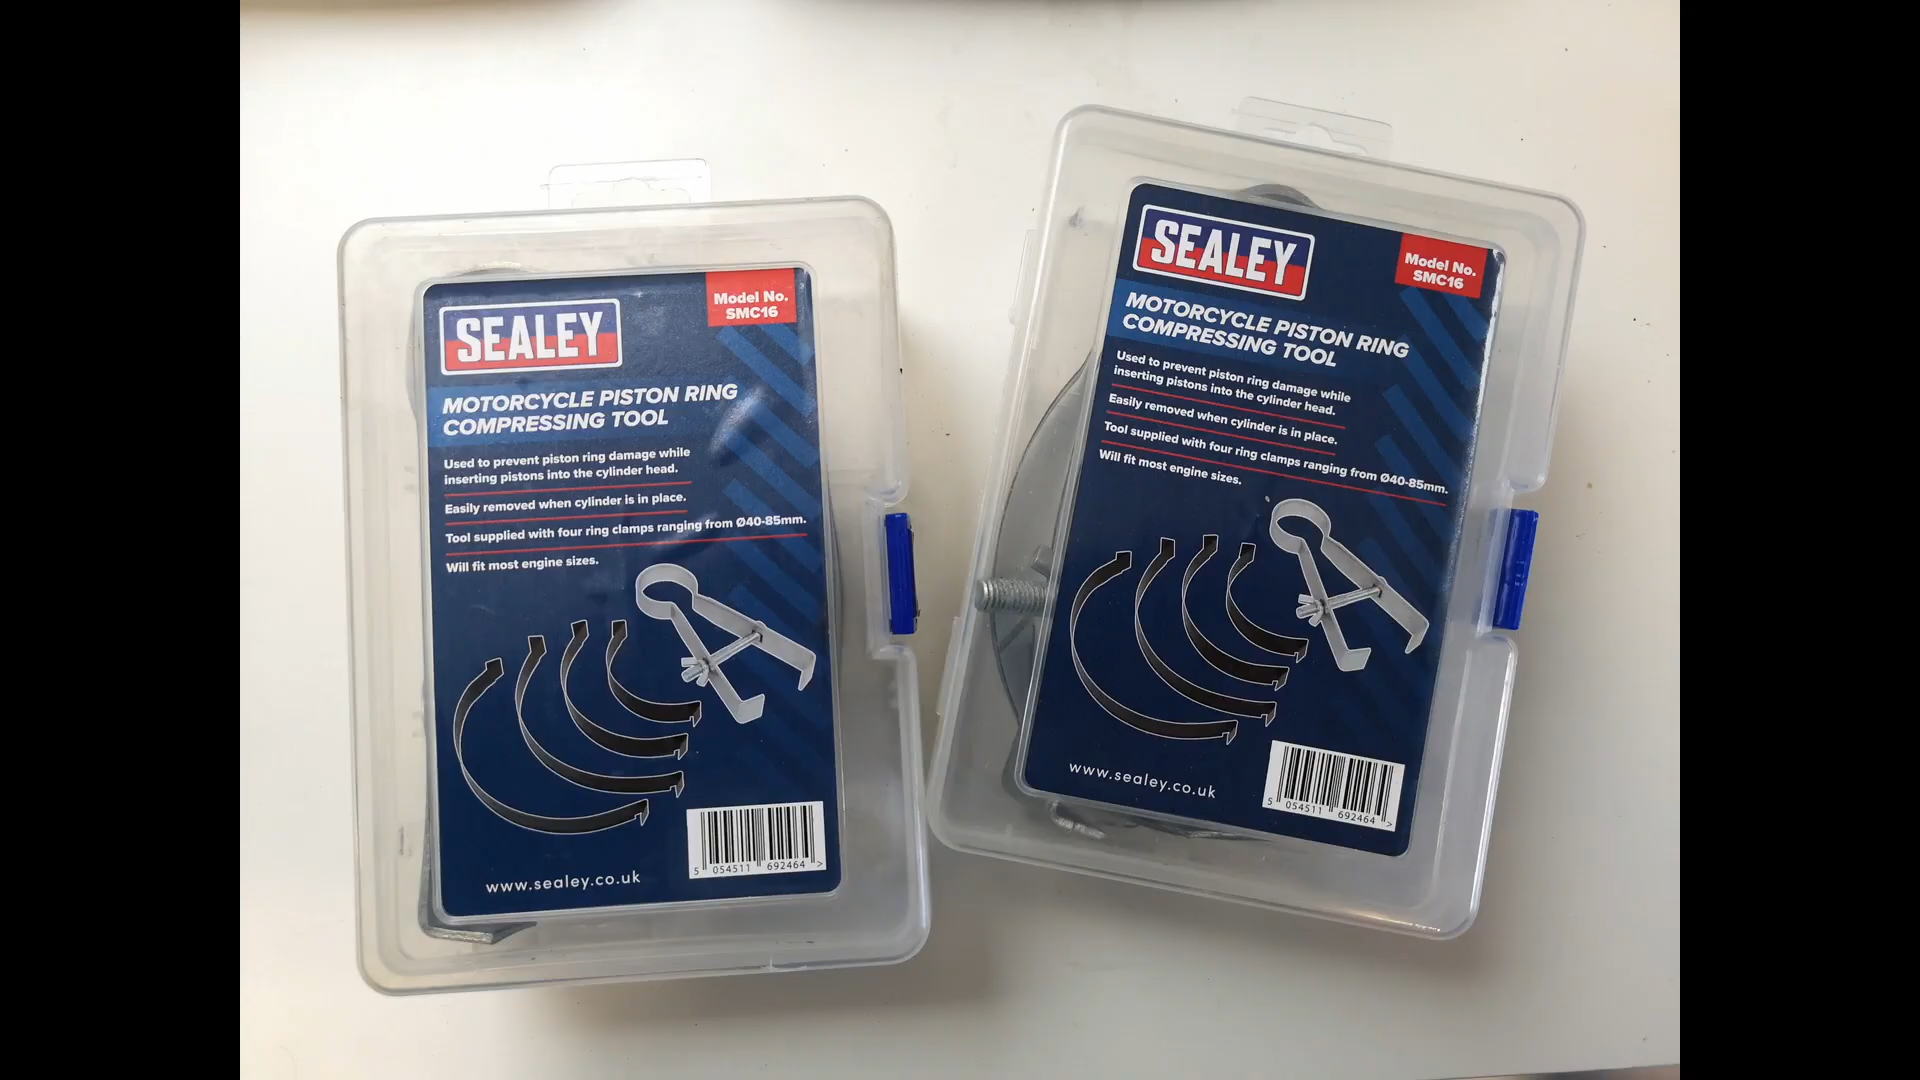 SEALEY
Model No.
SMC16
MOTORCYCLE PISTON RING
COMPRESSING TOOL
Used to prevent piston ring damage while
inserting pistons into the cylinder head.
Easily removed when cylinder is in place.
Tool supplied with four ring clamps ranging from Ø40-85mm.
Will fit most engine sizes.
www.sealey.co.uk
5 054511 692464 >
SEALEY
Model No.
SMC16
MOTORCYCLE PISTON RING
COMPRESSING TOOL
Used to prevent piston ring damage while
inserting pistons into the cylinder head.
Easily removed when cylinder is in place.
Tool supplied with four ring clamps ranging from Ø40-85mm.
Will fit most engine sizes.
www.sealey.co.uk
5 054511 692464 >